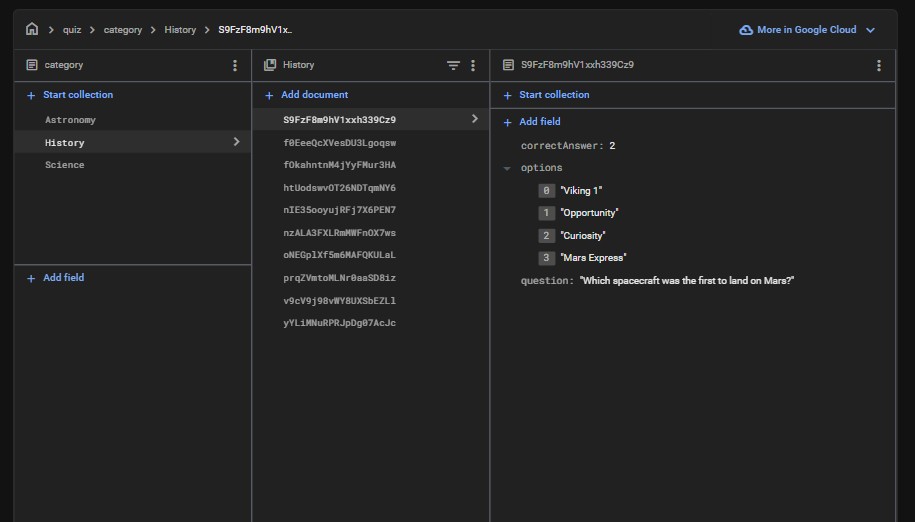 quiz > category > History > S9FzF8m9hV1x..
More in Google Cloud
category
Start collection
Astronomy
History
Science
Add field
History
Add document
S9FzF8m9hV1xxh339Cz9
f0EeeQcXVesDU3Lgoqsw
fOkahntnM4jYyFMur3HA
htUodswvOT26NDTqmNY6
nIE35ooyujRFj7X6PEN7
nzALA3FXLRmMWFnOX7ws
oNEGplXf5m6MAFQKULaL
prqZVmtoMLNr0aaSD8iz
v9cV9j98vWY8UXSbEZLl
yYLiMNuRPRJpDg07AcJc
S9FzF8m9hV1xxh339Cz9
Start collection
Add field
correctAnswer: 2
options
0 "Viking 1"
1 "Opportunity"
2 "Curiosity"
3 "Mars Express"
question: "Which spacecraft was the first to land on Mars?"